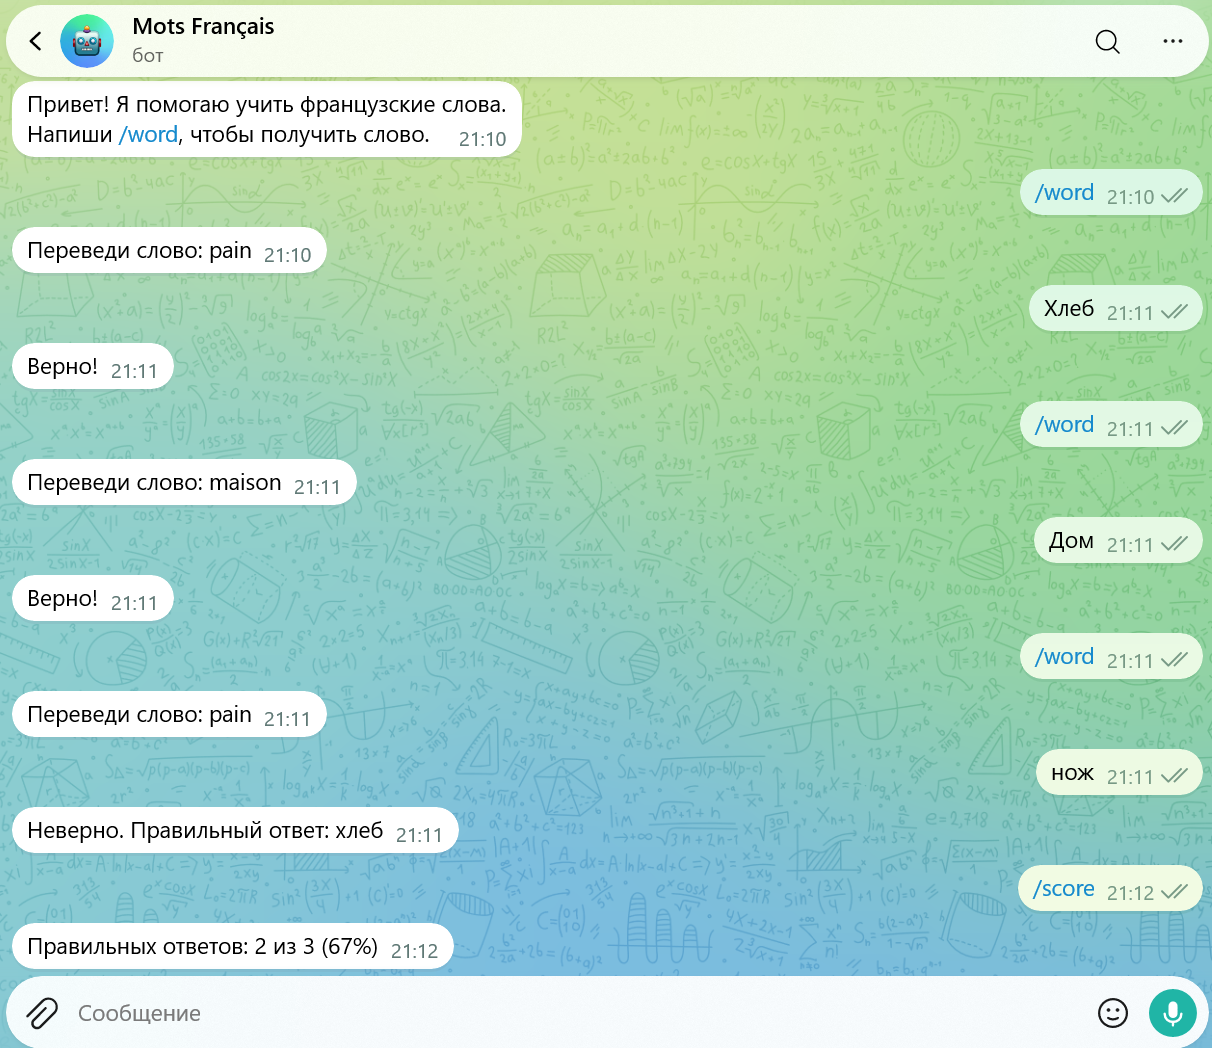 Mots Français
бот
Привет! Я помогаю учить французские слова.
Напиши /word, чтобы получить слово. 21:10
/word 21:10
Переведи слово: pain 21:10
Хлеб 21:11
Верно! 21:11
/word 21:11
Переведи слово: maison 21:11
Дом 21:11
Верно! 21:11
/word 21:11
Переведи слово: pain 21:11
нож 21:11
Неверно. Правильный ответ: хлеб 21:11
/score 21:12
Правильных ответов: 2 из 3 (67%) 21:12
Сообщение